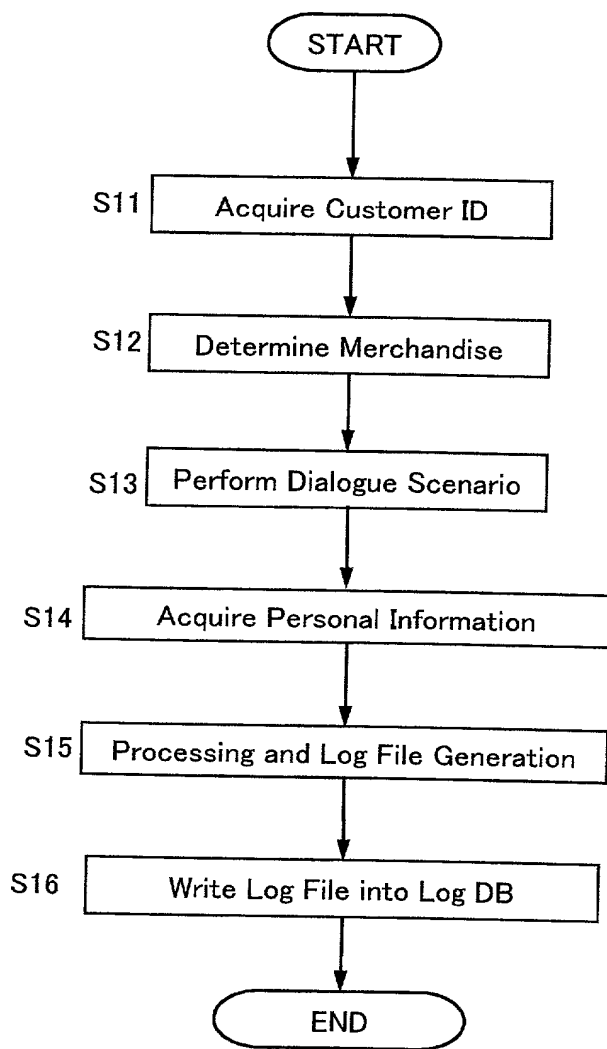 START
S11 Acquire Customer ID
S12 Determine Merchandise
S13 Perform Dialogue Scenario
S14 Acquire Personal Information
S15 Processing and Log File Generation
S16 Write Log File into Log DB
END